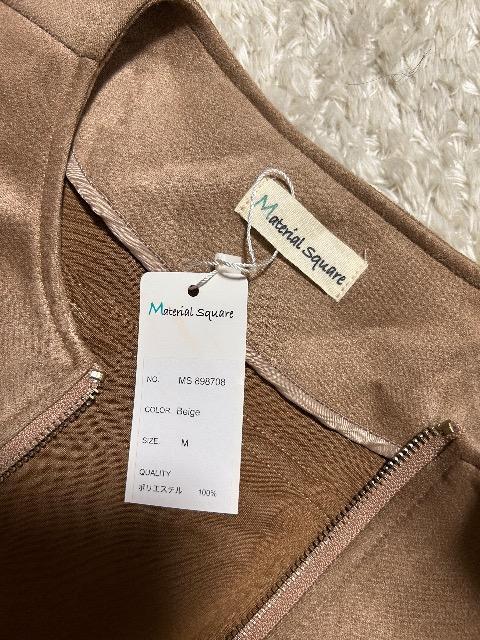 Material Square
Material Square
NO. MS 898708
COLOR Beige
SIZE. M
QUALITY
ポリエステル 100%